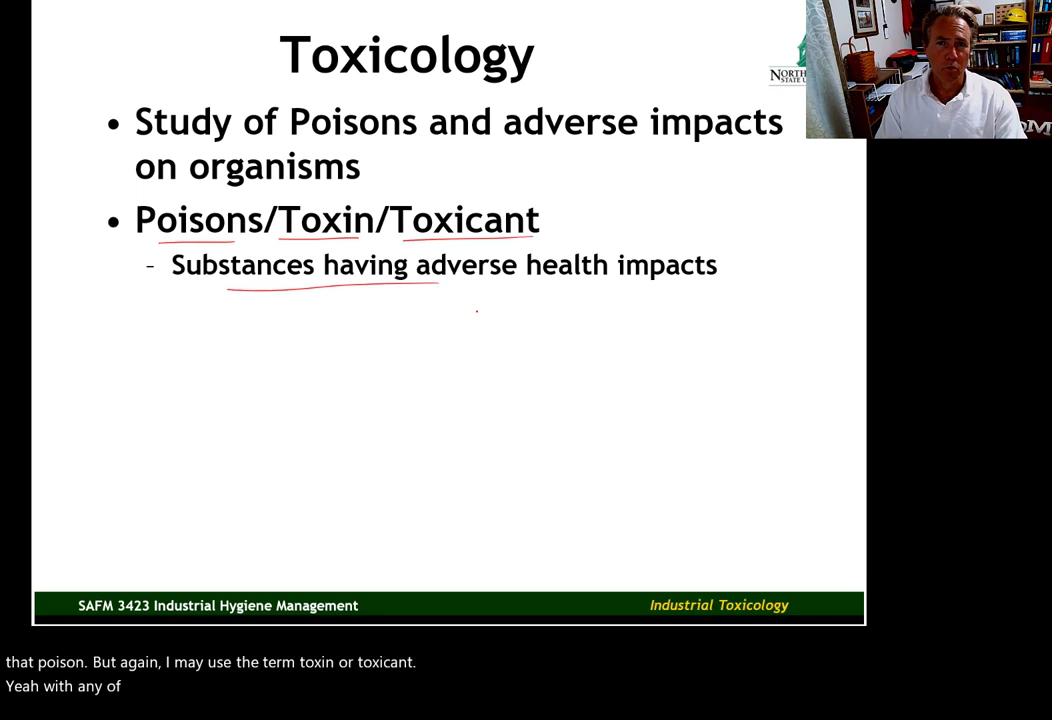 Toxicology
• Study of Poisons and adverse impacts
on organisms
• Poisons/Toxin/Toxicant
– Substances having adverse health impacts
SAFM 3423 Industrial Hygiene Management
Industrial Toxicology
that poison. But again, I may use the term toxin or toxicant.
Yeah with any of